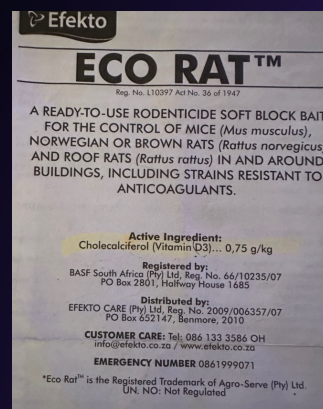 Efekto
ECO RAT™
Reg. No. L10397 Act No. 36 of 1947
A READY-TO-USE RODENTICIDE SOFT BLOCK BAIT
FOR THE CONTROL OF MICE (Mus musculus),
NORWEGIAN OR BROWN RATS (Rattus norvegicus)
AND ROOF RATS (Rattus rattus) IN AND AROUND
BUILDINGS, INCLUDING STRAINS RESISTANT TO
ANTICOAGULANTS.
Active Ingredient:
Cholecalciferol (Vitamin D3)... 0,75 g/kg
Registered by:
BASF South Africa (Pty) Ltd, Reg. No. 66/10235/07
PO Box 2801, Halfway House 1685
Distributed by:
EFEKTO CARE (Pty) Ltd, Reg. No. 2009/006357/07
PO Box 652147, Benmore, 2010
CUSTOMER CARE: Tel: 086 133 3586 OH
info@efekto.co.za / www.efekto.co.za
EMERGENCY NUMBER 0861999071
*Eco Rat™ is the Registered Trademark of Agro-Serve (Pty) Ltd.
UN. NO: Not Regulated